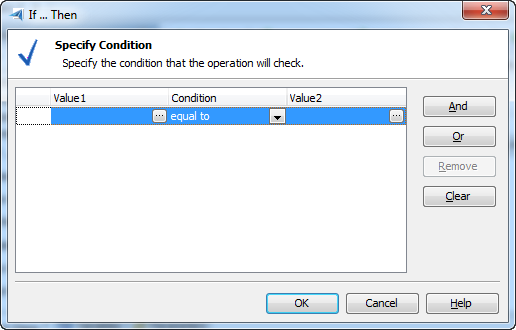 If ... Then
Specify Condition
Specify the condition that the operation will check.
Value1 Condition Value2
... equal to ...
And
Or
Remove
Clear
OK Cancel Help